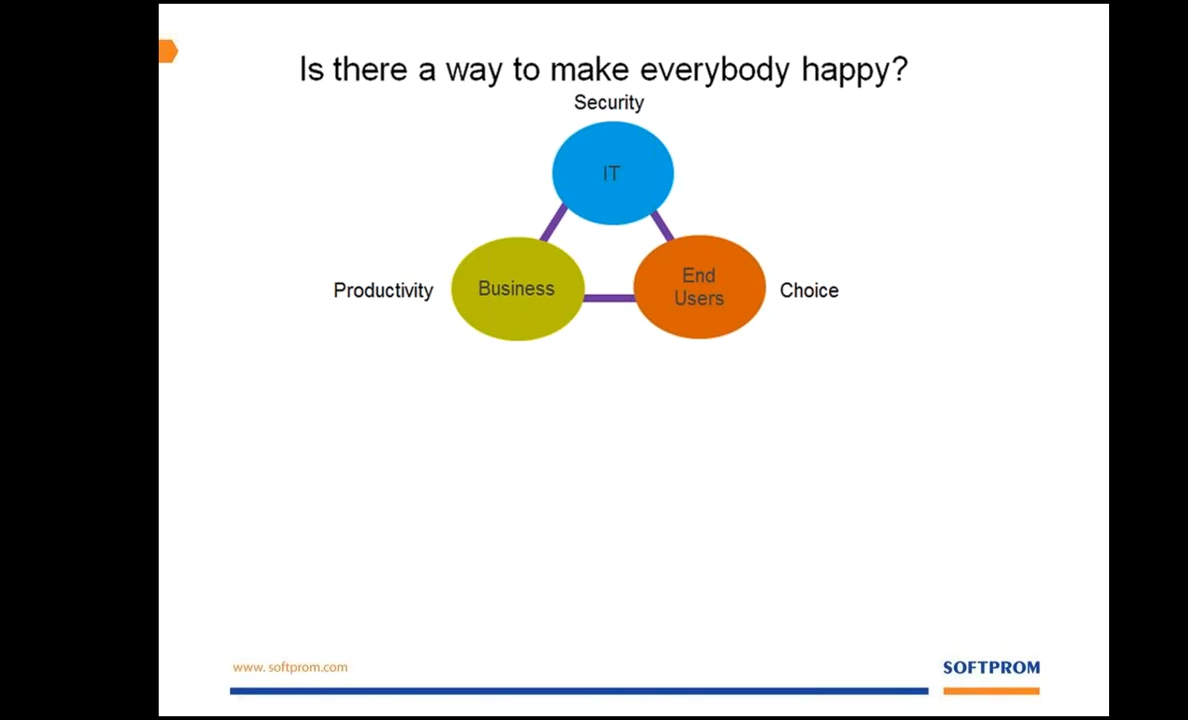 Is there a way to make everybody happy?
Security
IT
Productivity
Business
End
Users
Choice
www. softprom.com
SOFTPROM